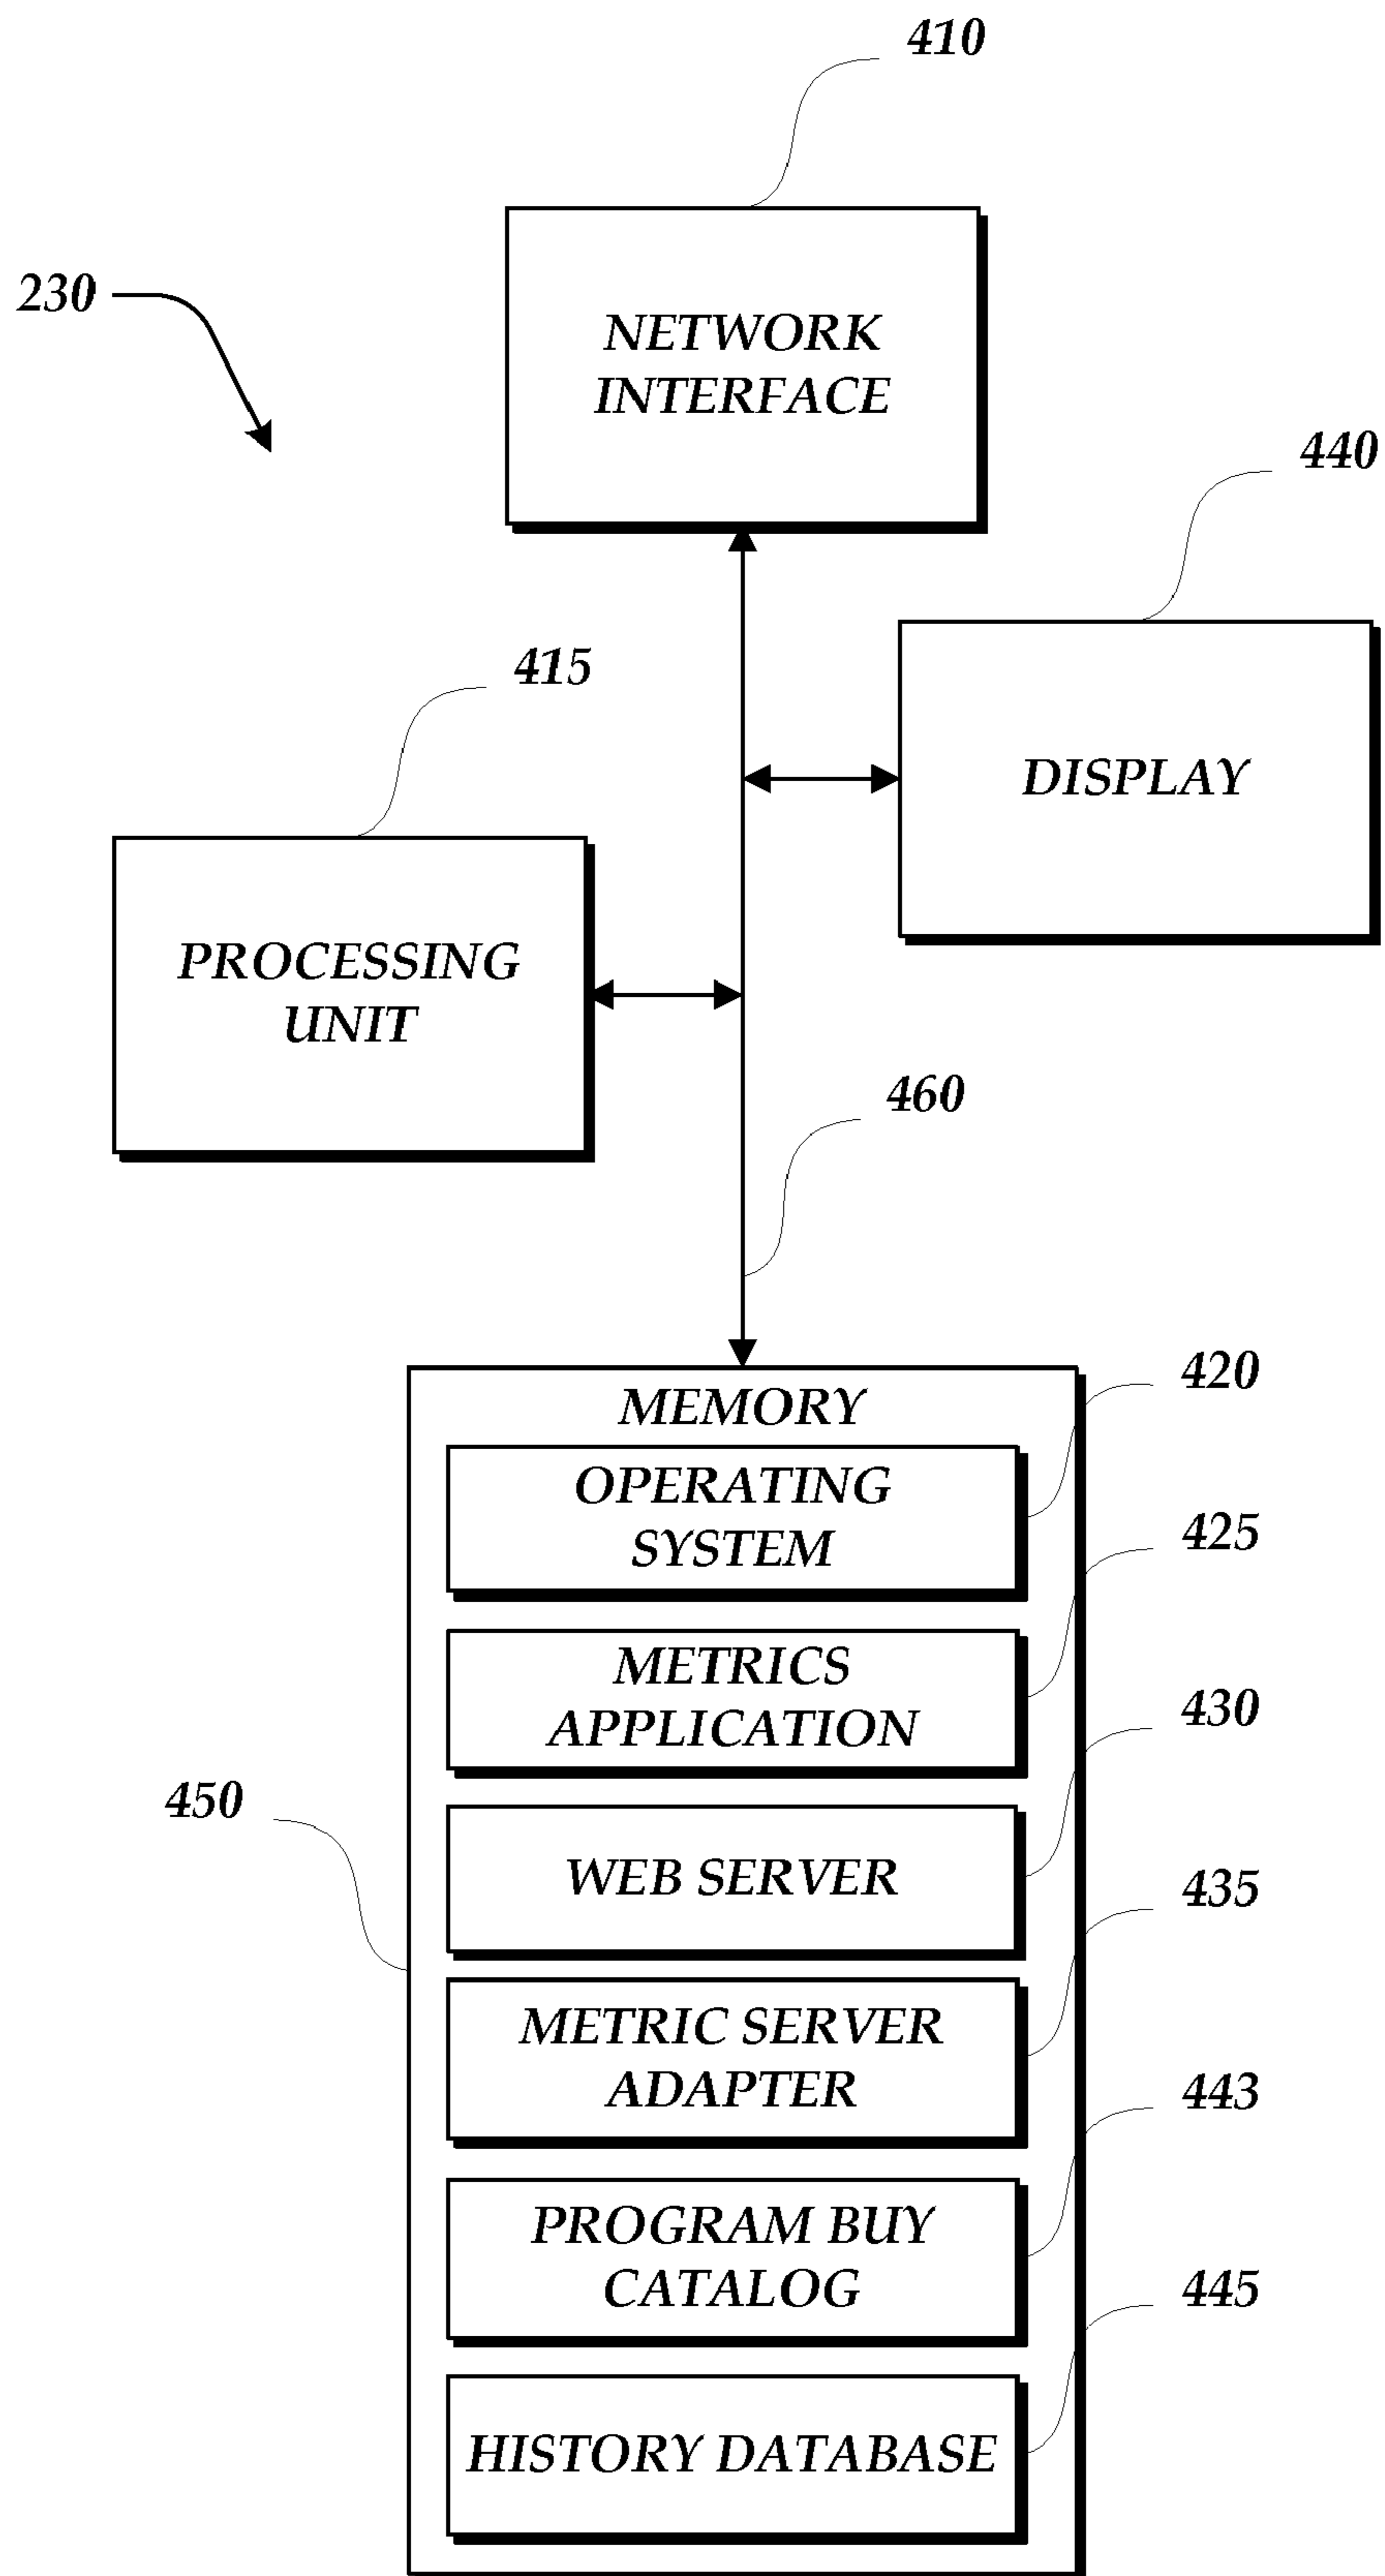 410
230
NETWORK
INTERFACE
440
415
DISPLAY
PROCESSING
UNIT
460
MEMORY
420
OPERATING
SYSTEM
425
METRICS
APPLICATION
430
450
WEB SERVER
435
METRIC SERVER
ADAPTER
443
PROGRAM BUY
CATALOG
445
HISTORY DATABASE